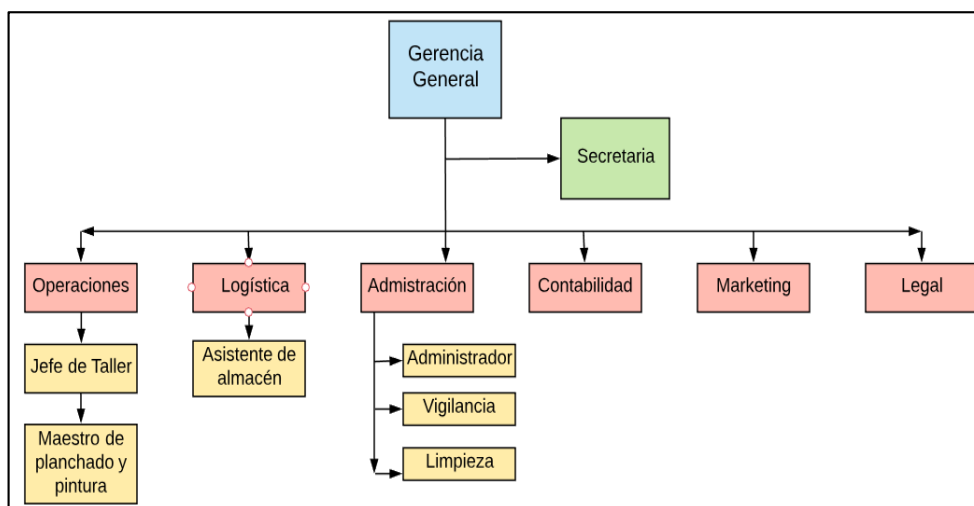 Gerencia
General
Secretaria
Operaciones
Logística
Admistración
Contabilidad
Marketing
Legal
Jefe de Taller
Asistente de
almacén
Administrador
Vigilancia
Maestro de
planchado y
pintura
Limpieza